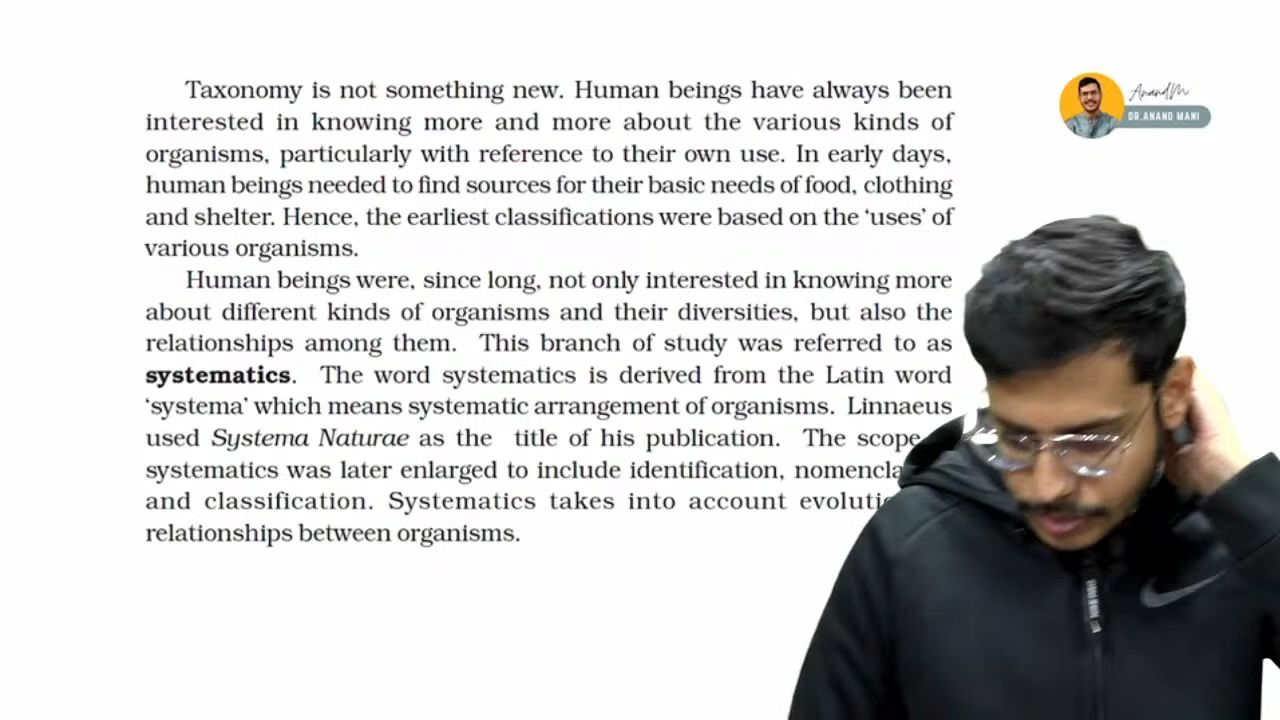 Taxonomy is not something new. Human beings have always been
interested in knowing more and more about the various kinds of
organisms, particularly with reference to their own use. In early days,
human beings needed to find sources for their basic needs of food, clothing
and shelter. Hence, the earliest classifications were based on the ‘uses’ of
various organisms.
Human beings were, since long, not only interested in knowing more
about different kinds of organisms and their diversities, but also the
relationships among them. This branch of study was referred to as
systematics. The word systematics is derived from the Latin word
‘systema’ which means systematic arrangement of organisms. Linnaeus
used Systema Naturae as the title of his publication. The scope
systematics was later enlarged to include identification,
and classification. Systematics takes into account
relationships between organisms.
AnandM
DR.ANAND MANI